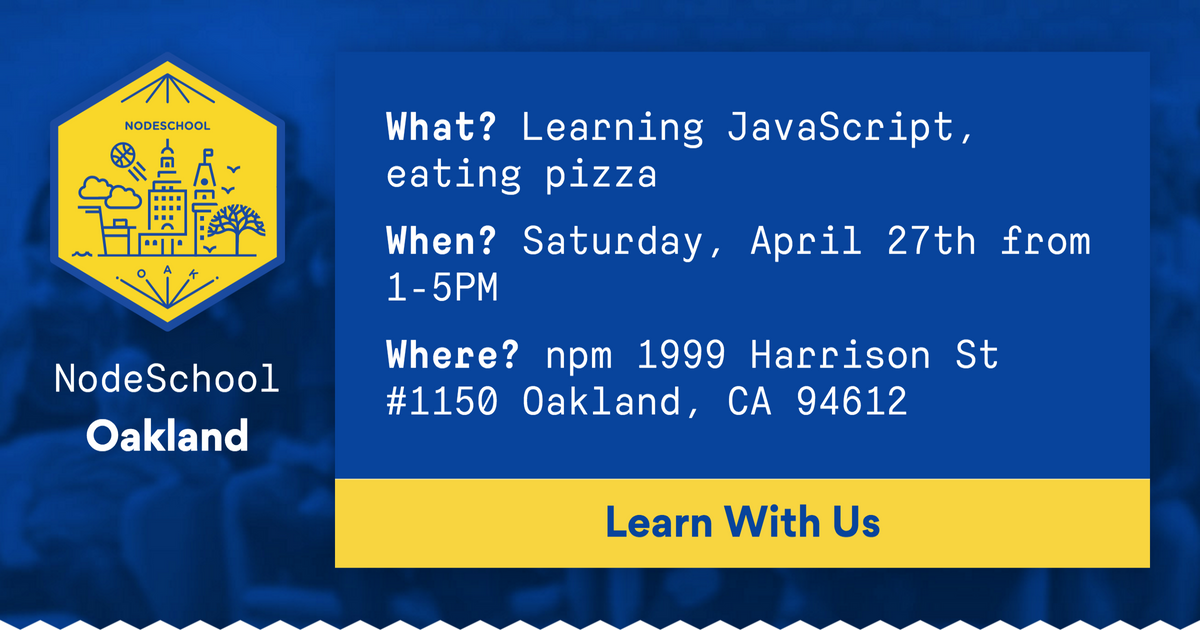 NODESCHOOL
OAK
NodeSchool
Oakland
What? Learning JavaScript,
eating pizza
When? Saturday, April 27th from
1-5PM
Where? npm 1999 Harrison St
#1150 Oakland, CA 94612
Learn With Us